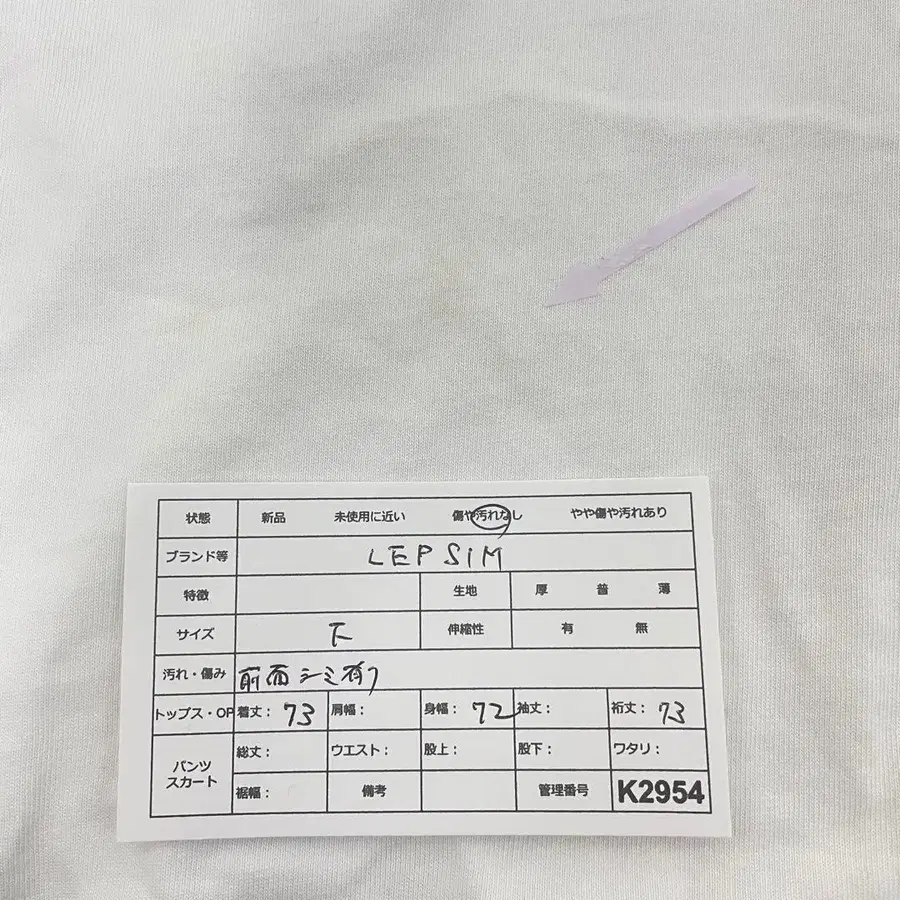 状態 新品 未使用に近い 傷や汚れなし やや傷や汚れあり
ブランド等 LEPSIM
特徴 生地 厚 普 薄
サイズ 伸縮性 有 無
汚れ・傷み 前面シミ有り
トップス・OP 着丈: 73 肩幅: 身幅: 72 袖丈: 裄丈: 73
パンツ スカート 総丈: ウエスト: 股上: 股下: ワタリ:
裾幅: 備考 管理番号 K2954